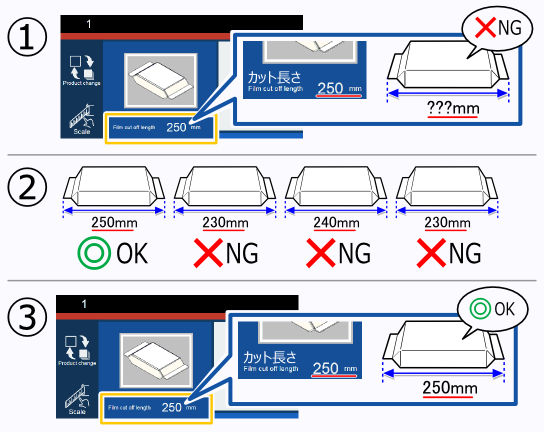 ①
1
Product change
Scale
Film cut off length 250 mm
カット長さ
Film cut off length 250 mm
NG
???mm
②
250mm 230mm 240mm 230mm
OK NG NG NG
③
1
Product change
Scale
Film cut off length 250 mm
カット長さ
Film cut off length 250 mm
OK
250mm